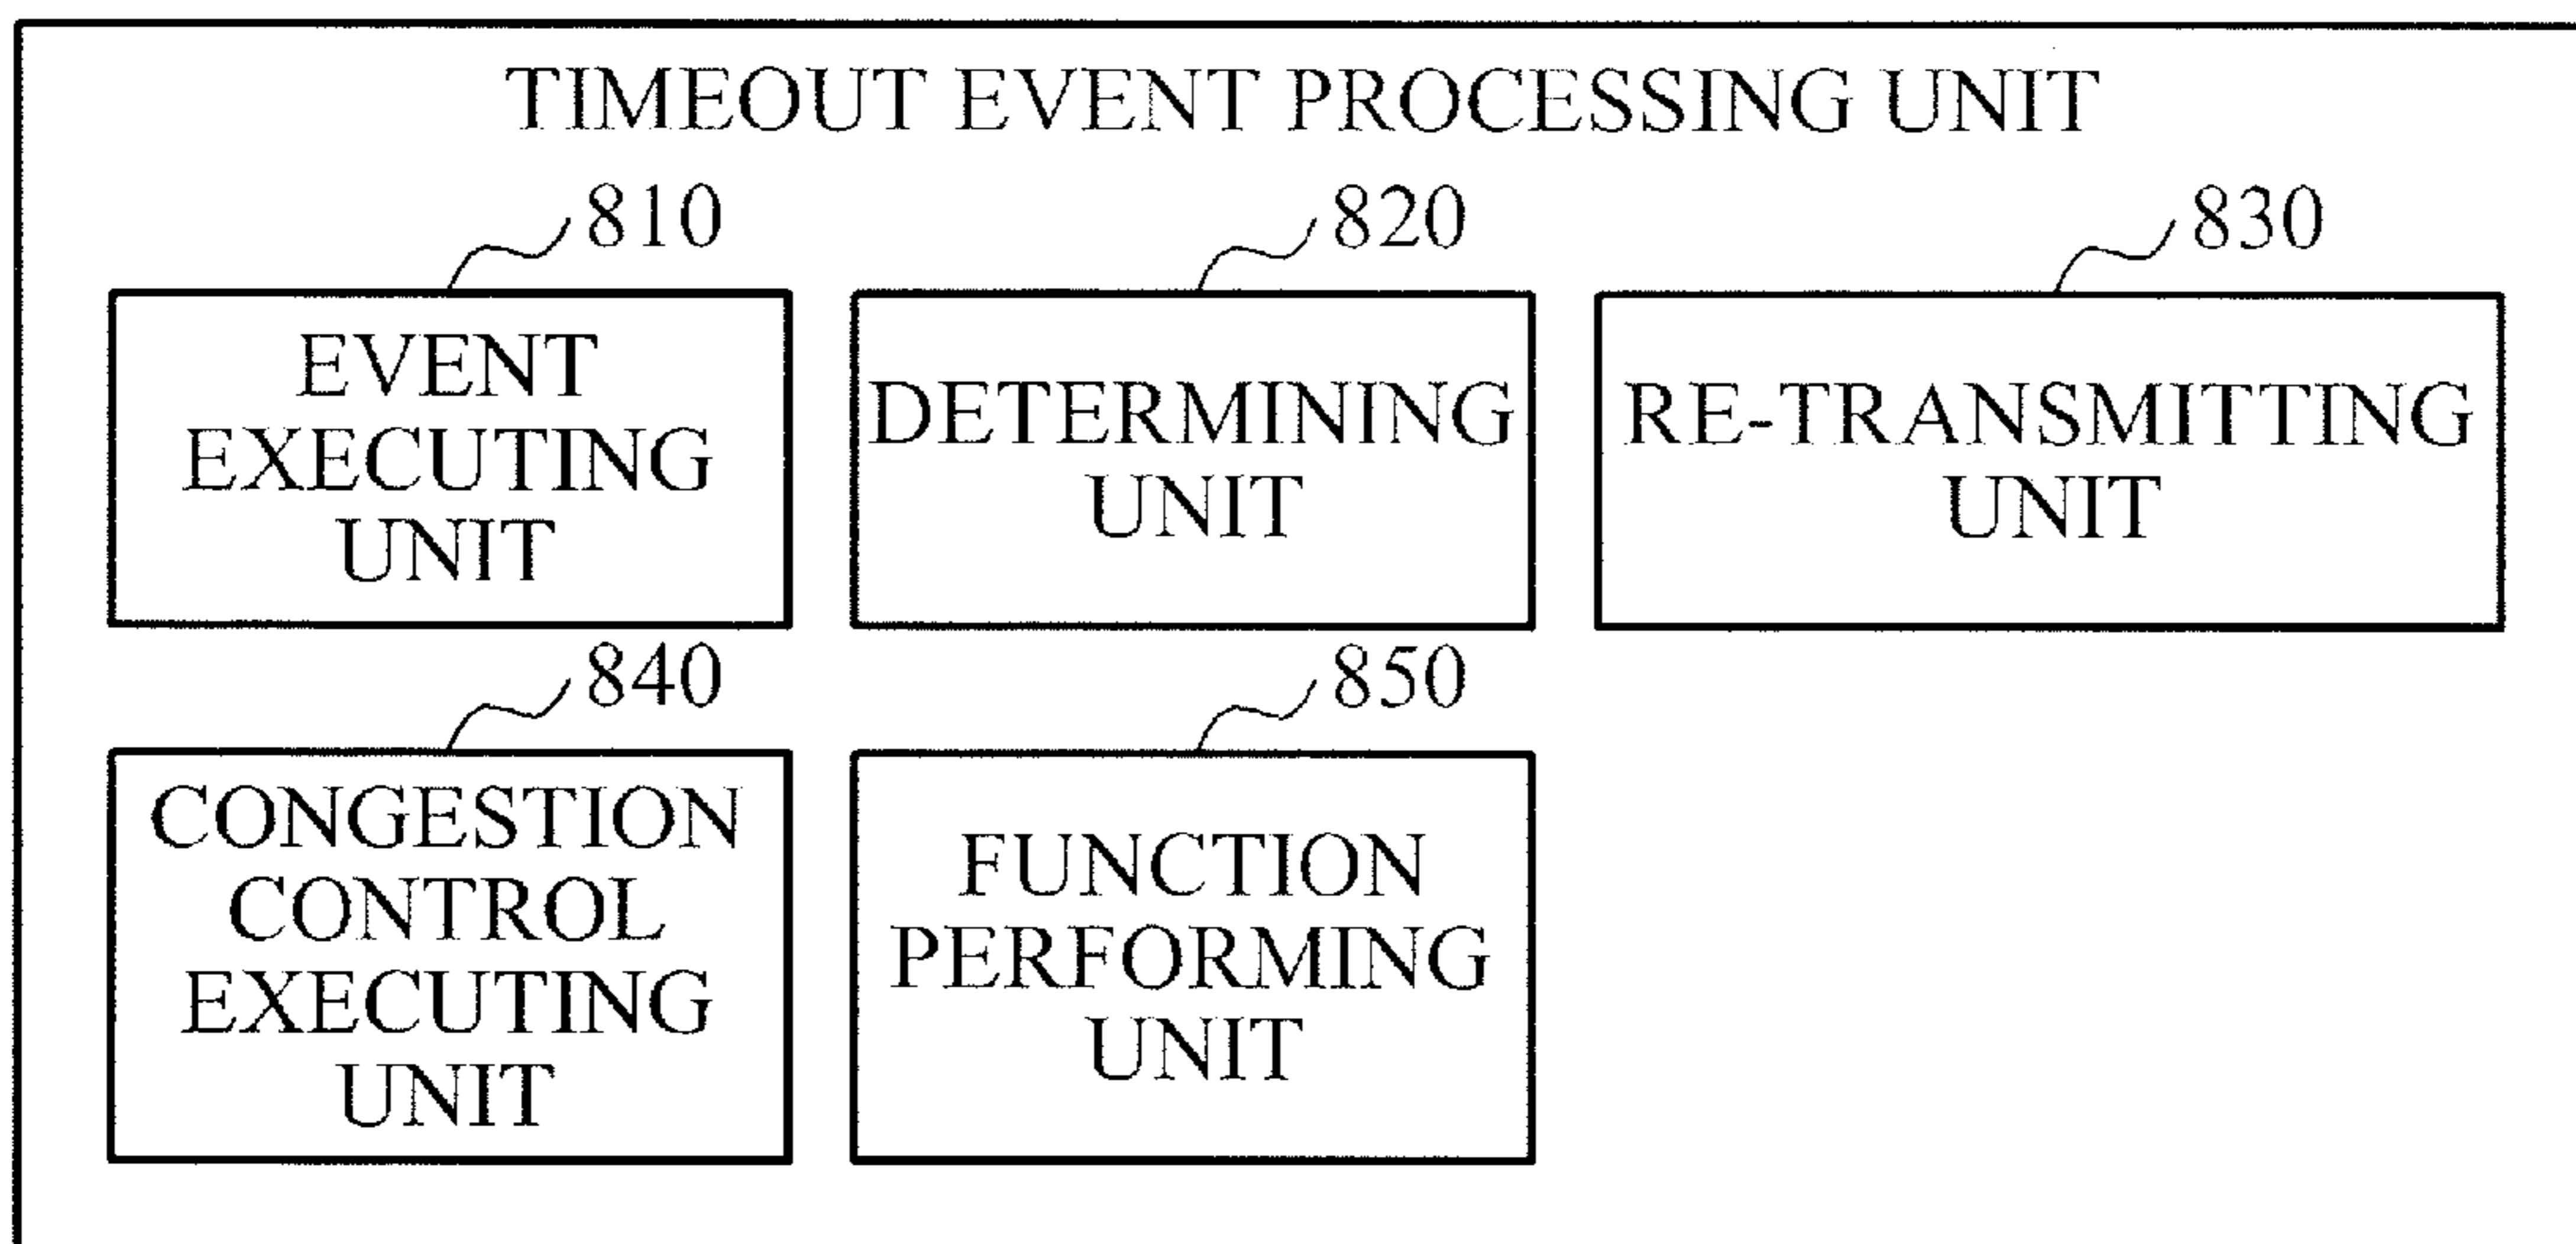 TIMEOUT EVENT PROCESSING UNIT
810
820
830
EVENT
EXECUTING
UNIT
DETERMINING
UNIT
RE-TRANSMITTING
UNIT
840
850
CONGESTION
CONTROL
EXECUTING
UNIT
FUNCTION
PERFORMING
UNIT